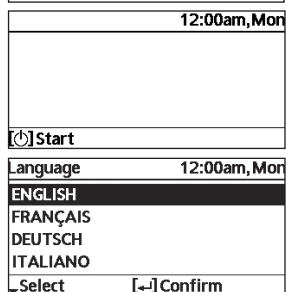 12:00am,Mon
[⏻]Start
Language 12:00am,Mon
ENGLISH
FRANÇAIS
DEUTSCH
ITALIANO
Select [↵]Confirm